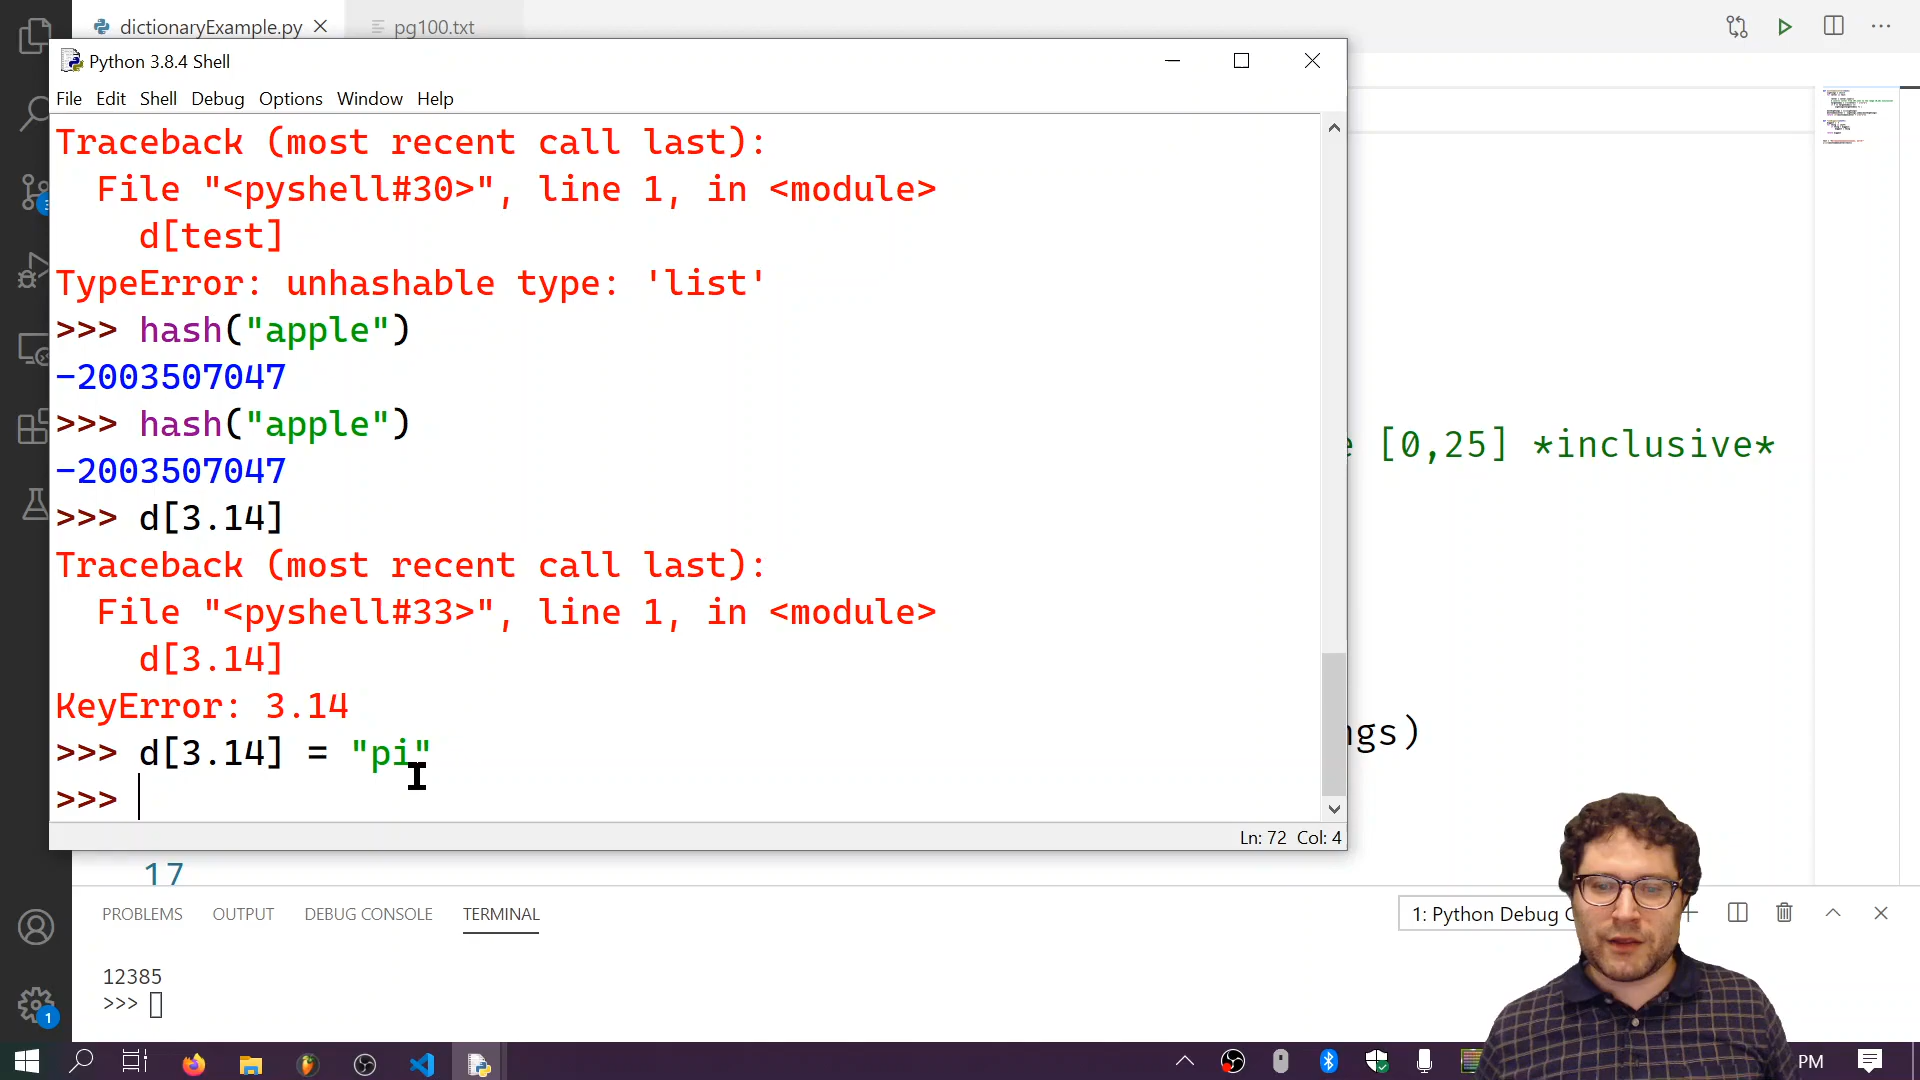 dictionaryExample.py
pg100.txt
Python 3.8.4 Shell
File Edit Shell Debug Options Window Help
Traceback (most recent call last):
File "<pyshell#30>", line 1, in <module>
d[test]
TypeError: unhashable type: 'list'
>>> hash("apple")
-2003507047
>>> hash("apple")
-2003507047
>>> d[3.14]
Traceback (most recent call last):
File "<pyshell#33>", line 1, in <module>
d[3.14]
KeyError: 3.14
>>> d[3.14] = "pi"
>>>
Ln: 72 Col: 4
[0,25] *inclusive*
ngs)
17
PROBLEMS OUTPUT DEBUG CONSOLE TERMINAL
1: Python Debug
12385
>>>
1
PM